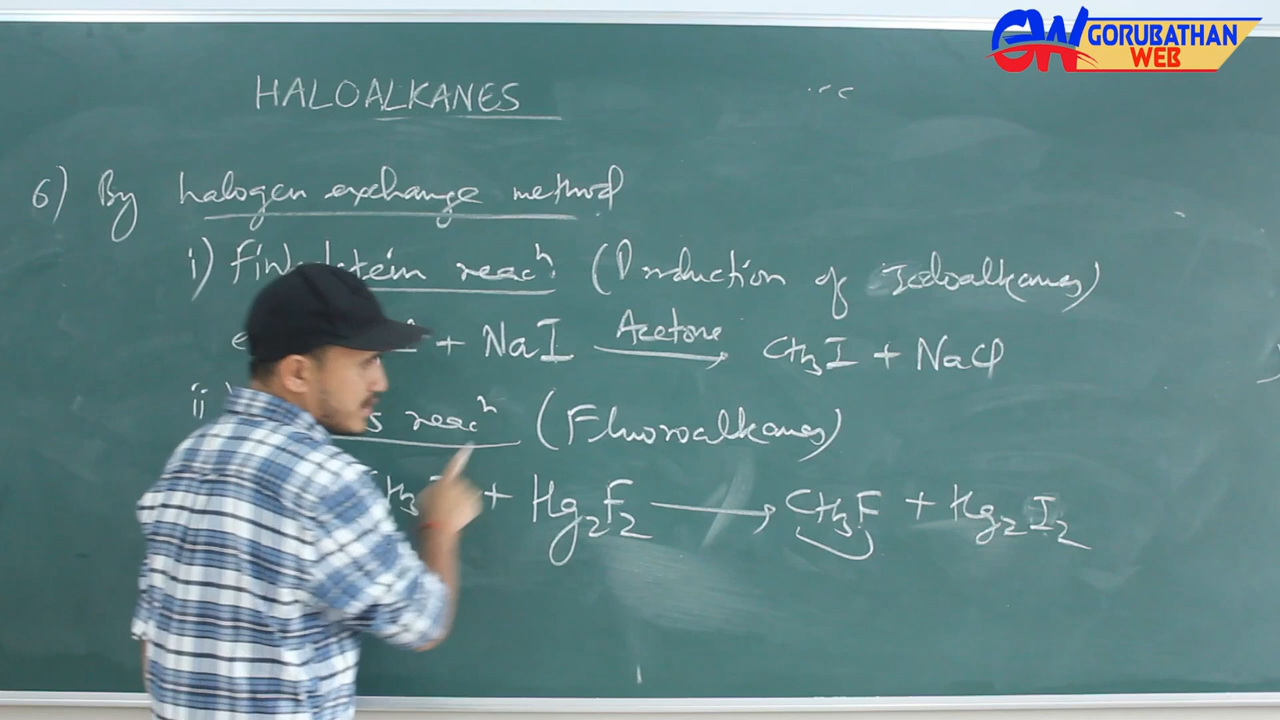 GORUBATHAN
WEB
HALOALKANES
6) By halogen exchange method
i) reacⁿ (Production of Iodoalkanes)
+ NaI Acetone → CH₃I + NaCl
ii reacⁿ (Fluoroalkanes)
+ Hg₂F₂ → CH₃F + Hg₂I₂